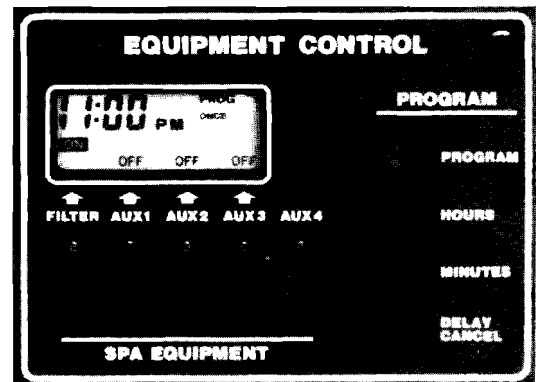 EQUIPMENT CONTROL
11:00 PM PROG ONCE
ON OFF OFF OFF
FILTER AUX1 AUX2 AUX3 AUX4
SPA EQUIPMENT
PROGRAM
PROGRAM
HOURS
MINUTES
DELAY
CANCEL